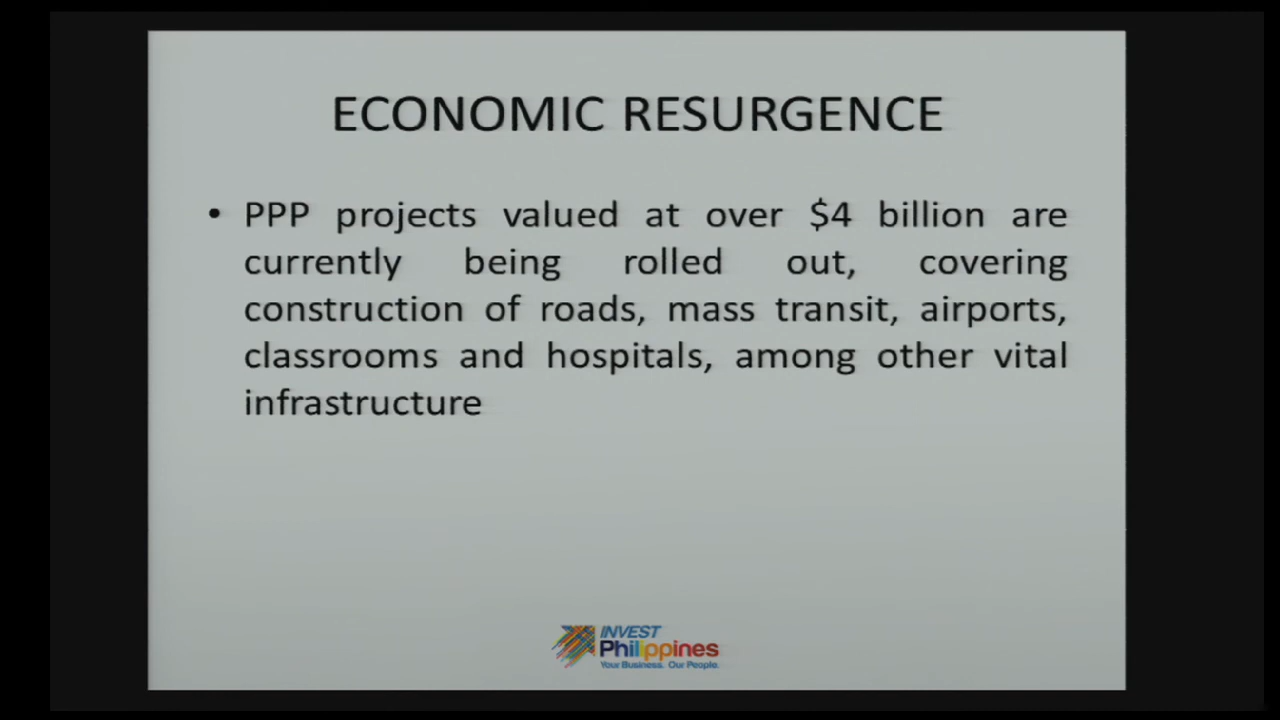 ECONOMIC RESURGENCE
• PPP projects valued at over $4 billion are
currently being rolled out, covering
construction of roads, mass transit, airports,
classrooms and hospitals, among other vital
infrastructure
INVEST
Philippines
Your Business. Our People.